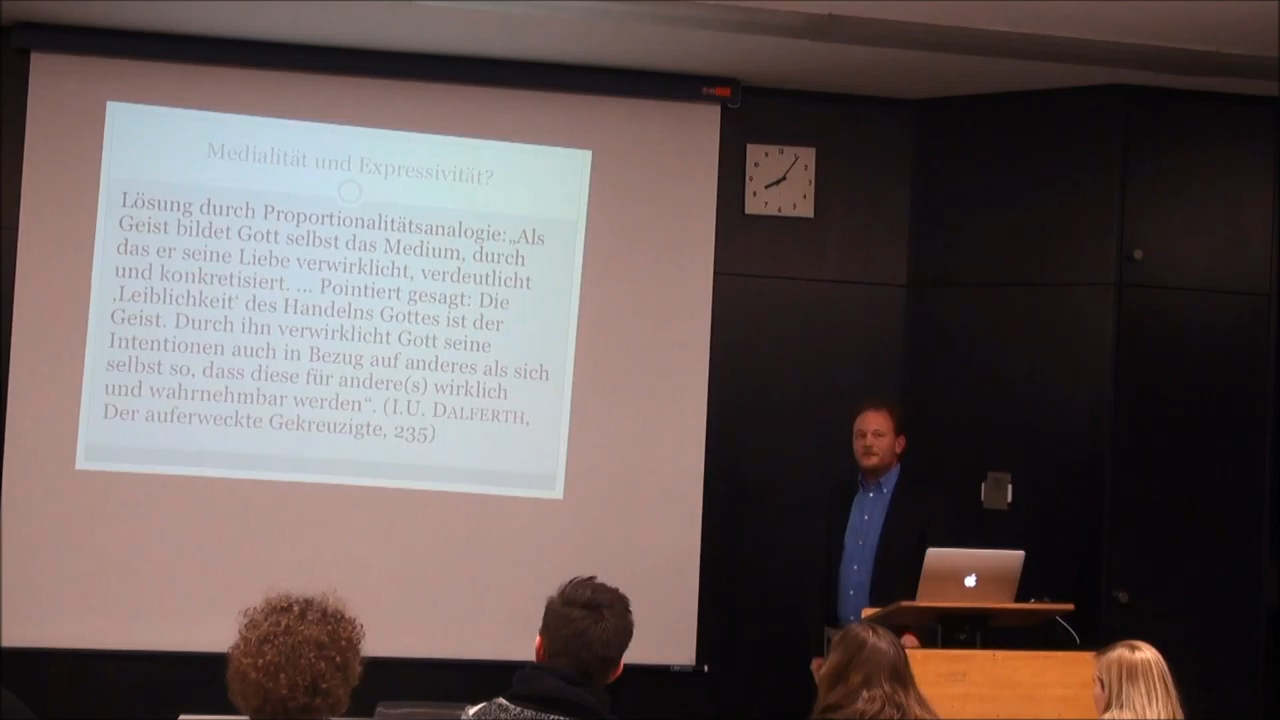 Medialität und Expressivität?
Lösung durch Proportionalitätsanalogie: „Als
Geist bildet Gott selbst das Medium, durch
das er seine Liebe verwirklicht, verdeutlicht
und konkretisiert. ... Pointiert gesagt: Die
‚Leiblichkeit‘ des Handelns Gottes ist der
Geist. Durch ihn verwirklicht Gott seine
Intentionen auch in Bezug auf anderes als sich
selbst so, dass diese für andere(s) wirklich
und wahrnehmbar werden“. (I.U. DALFERTH,
Der auferweckte Gekreuzigte, 235)